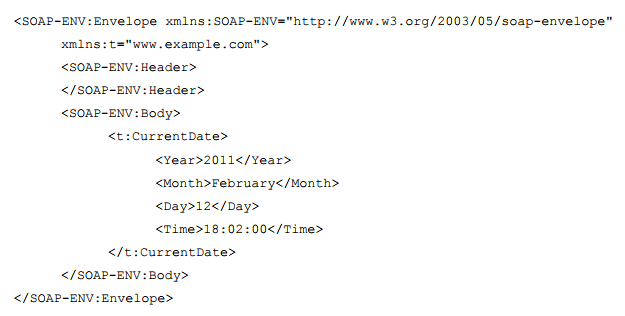 <SOAP-ENV:Envelope xmlns:SOAP-ENV="http://www.w3.org/2003/05/soap-envelope"
xmlns:t="www.example.com">
<SOAP-ENV:Header>
</SOAP-ENV:Header>
<SOAP-ENV:Body>
<t:CurrentDate>
<Year>2011</Year>
<Month>February</Month>
<Day>12</Day>
<Time>18:02:00</Time>
</t:CurrentDate>
</SOAP-ENV:Body>
</SOAP-ENV:Envelope>